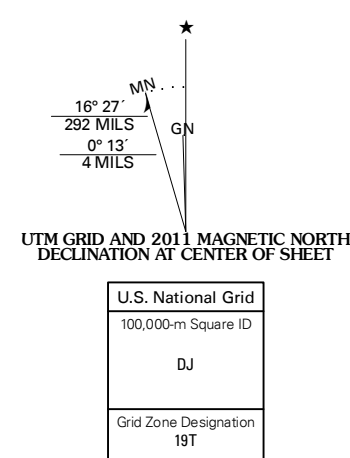 ★
MN
16° 27´
292 MILS
GN
0° 13´
4 MILS
UTM GRID AND 2011 MAGNETIC NORTH
DECLINATION AT CENTER OF SHEET
U.S. National Grid
100,000-m Square ID
DJ
Grid Zone Designation
19T